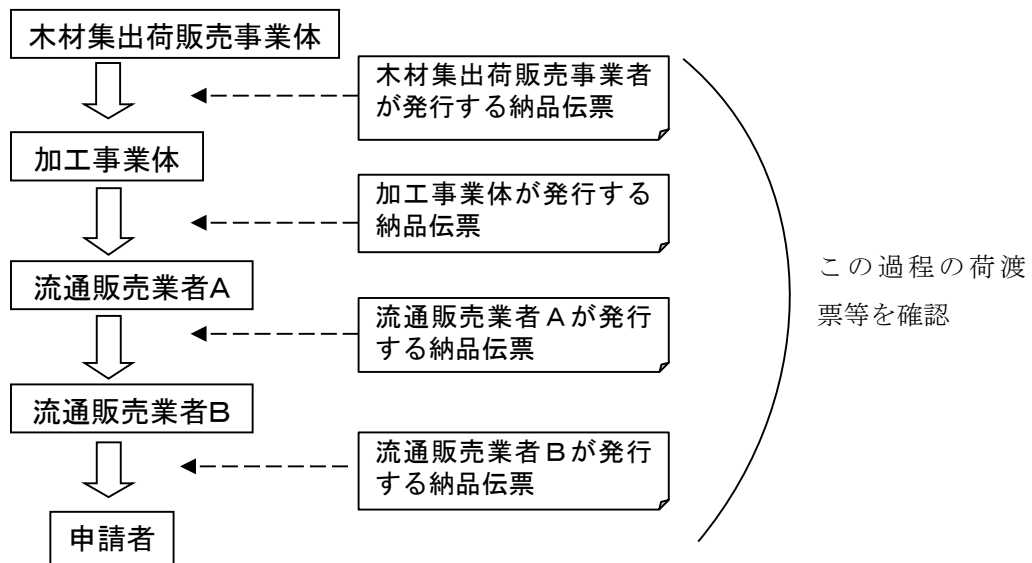 木材集出荷販売事業体
木材集出荷販売事業者
が発行する納品伝票
加工事業体
加工事業体が発行する
納品伝票
この過程の荷渡
票等を確認
流通販売業者A
流通販売業者Aが発行
する納品伝票
流通販売業者B
流通販売業者Bが発行
する納品伝票
申請者